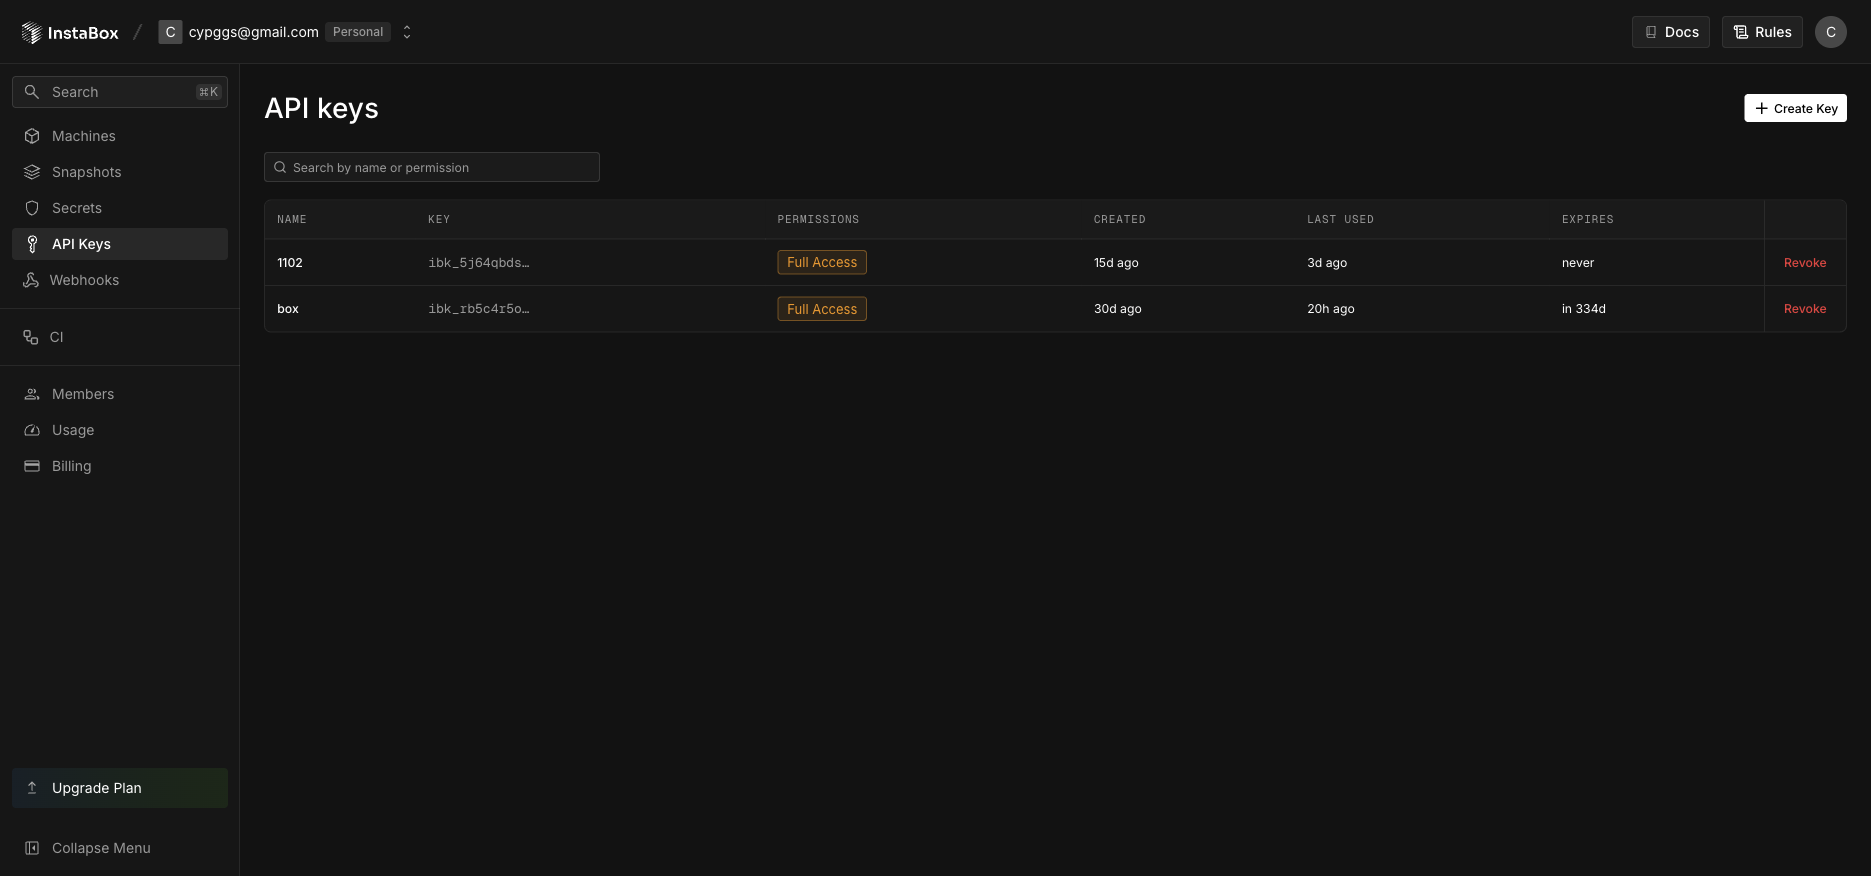 InstaBox / C cypggs@gmail.com Personal
Docs
Rules
C
Search ⌘K
Machines
Snapshots
Secrets
API Keys
Webhooks
CI
Members
Usage
Billing
Upgrade Plan
Collapse Menu
API keys
+ Create Key
Search by name or permission
NAME KEY PERMISSIONS CREATED LAST USED EXPIRES
1102 ibk_5j64qbds… Full Access 15d ago 3d ago never Revoke
box ibk_rb5c4r5o… Full Access 30d ago 20h ago in 334d Revoke